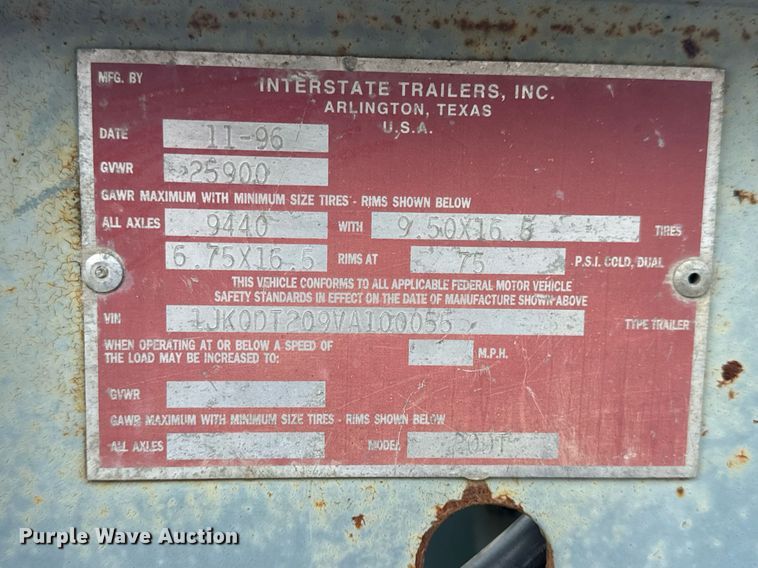 MFG. BY INTERSTATE TRAILERS, INC.
ARLINGTON, TEXAS
U.S.A.
DATE 11-96
GVWR 25900
GAWR MAXIMUM WITH MINIMUM SIZE TIRES - RIMS SHOWN BELOW
ALL AXLES 9440 WITH 9.50X16.5 TIRES
6.75X16.5 RIMS AT 75 P.S.I. COLD, DUAL
THIS VEHICLE CONFORMS TO ALL APPLICABLE FEDERAL MOTOR VEHICLE
SAFETY STANDARDS IN EFFECT ON THE DATE OF MANUFACTURE SHOWN ABOVE
VIN 1JK0DT209VA100056 TYPE TRAILER
WHEN OPERATING AT OR BELOW A SPEED OF M.P.H.
THE LOAD MAY BE INCREASED TO:
GVWR
GAWR MAXIMUM WITH MINIMUM SIZE TIRES - RIMS SHOWN BELOW
ALL AXLES MODEL 20DT
Purple Wave Auction